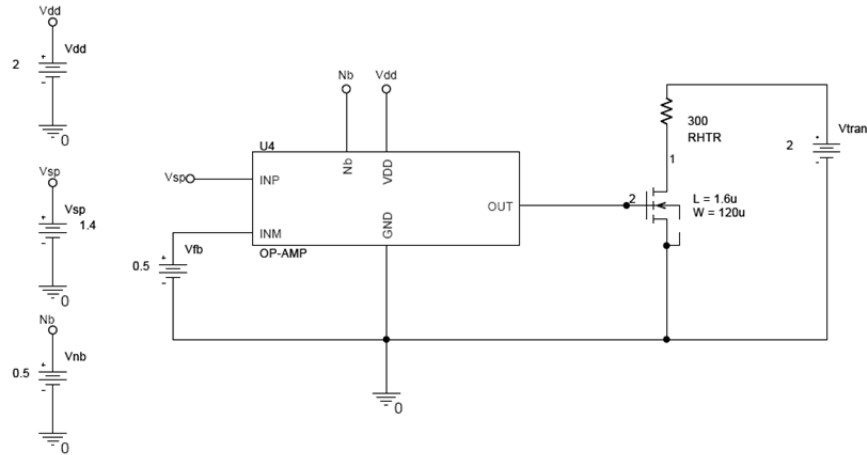 Vdd
Vdd
2
0
Vsp
Vsp
1.4
0
Nb
Vnb
0.5
0
Nb
Vdd
U4
Vsp
INP
Nb
VDD
OUT
INM
GND
OP-AMP
Vfb
0.5
0
300
RHTR
1
2
L = 1.6u
W = 120u
2
Vtran